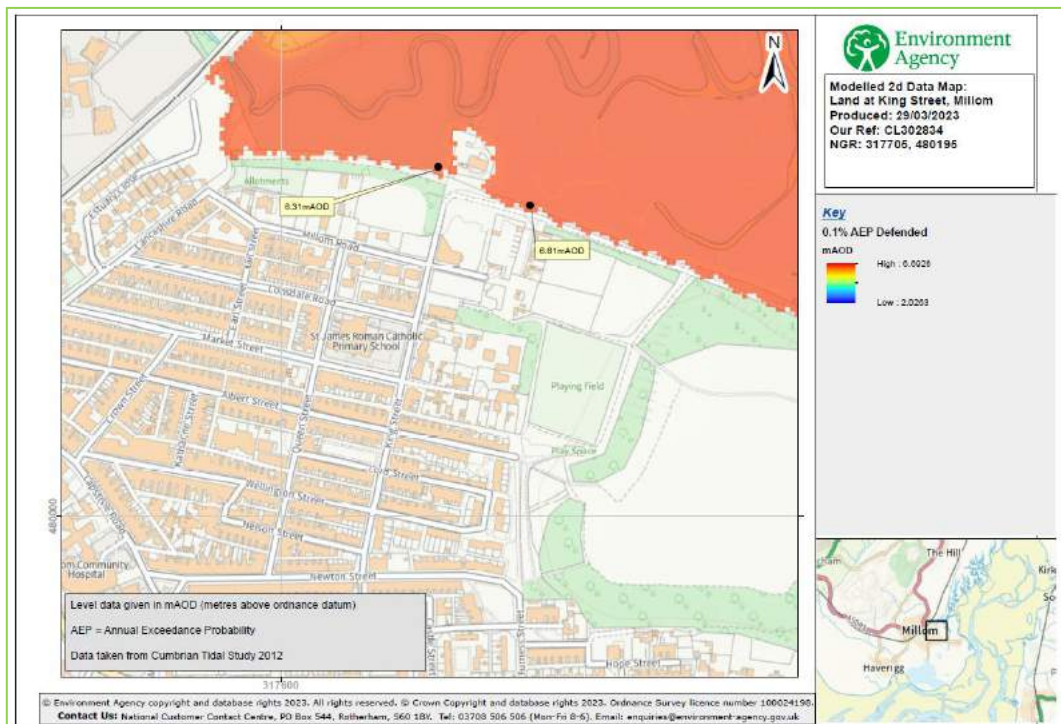 N
Environment
Agency
Modelled 2d Data Map:
Land at King Street, Millom
Produced: 29/03/2023
Our Ref: CL302834
NGR: 317705, 480195
Key
0.1% AEP Defended
mAOD
High : 6.6926
Low : 2.0263
Estuary Close
Lancashire Road
Allotments
6.31mAOD
6.61mAOD
Millom Road
Earl Street
Lonsdale Road
Market Street
St James Roman Catholic
Primary School
Playing Field
Crown Street
Albert Street
Katharine Street
Queen Street
King Street
Play Space
Lapstone Road
Wellington Street
Nelson Street
Newton Street
Community
Hospital
Hope Street
480000
317600
Level data given in mAOD (metres above ordnance datum)
AEP = Annual Exceedance Probability
Data taken from Cumbrian Tidal Study 2012
The Hill
Kirk
Millom
Haverigg
© Environment Agency copyright and database rights 2023. All rights reserved. © Crown Copyright and database rights 2023. Ordnance Survey licence number 100024198.
Contact Us: National Customer Contact Centre, PO Box 544, Rotherham, S60 1BY. Tel: 03708 506 506 (Mon-Fri 8-6). Email: enquiries@environment-agency.gov.uk